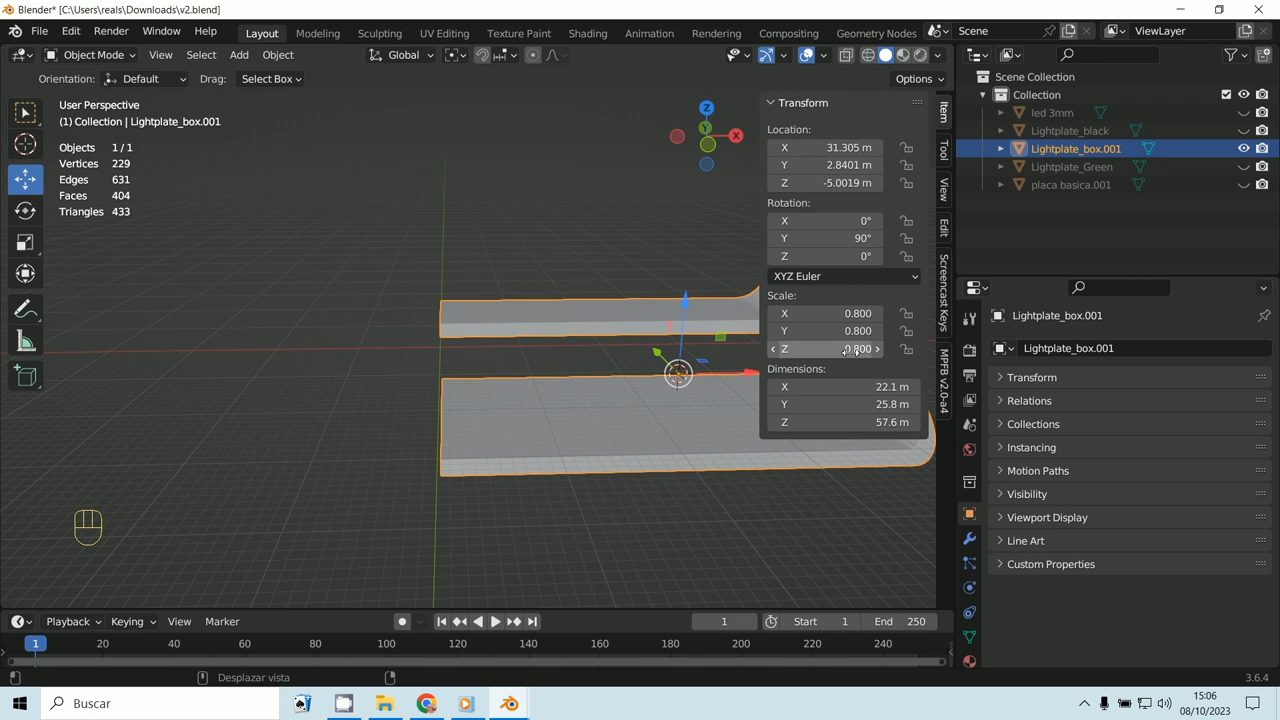 Blender* [C:\Users\reals\Downloads\v2.blend]
File Edit Render Window Help Layout Modeling Sculpting UV Editing Texture Paint Shading Animation Rendering Compositing Geometry Nodes Scene ViewLayer
Object Mode View Select Add Object Global
Orientation: Default Drag: Select Box Options
User Perspective
(1) Collection | Lightplate_box.001
Objects 1 / 1
Vertices 229
Edges 631
Faces 404
Triangles 433
Z
Y
X
Transform
Location:
X 31.305 m
Y 2.8401 m
Z -5.0019 m
Rotation:
X 0°
Y 90°
Z 0°
XYZ Euler
Scale:
X 0.800
Y 0.800
Z 0.800
Dimensions:
X 22.1 m
Y 25.8 m
Z 57.6 m
Item
Tool
View
Edit
Screencast Keys
MPFB v2.0-a4
Scene Collection
Collection
led 3mm
Lightplate_black
Lightplate_box.001
Lightplate_Green
placa basica.001
Lightplate_box.001
Lightplate_box.001
Transform
Relations
Collections
Instancing
Motion Paths
Visibility
Viewport Display
Line Art
Custom Properties
Playback Keying View Marker 1 Start 1 End 250
1 20 40 60 80 100 120 140 160 180 200 220 240
Desplazar vista 3.6.4
Buscar
15:06
08/10/2023